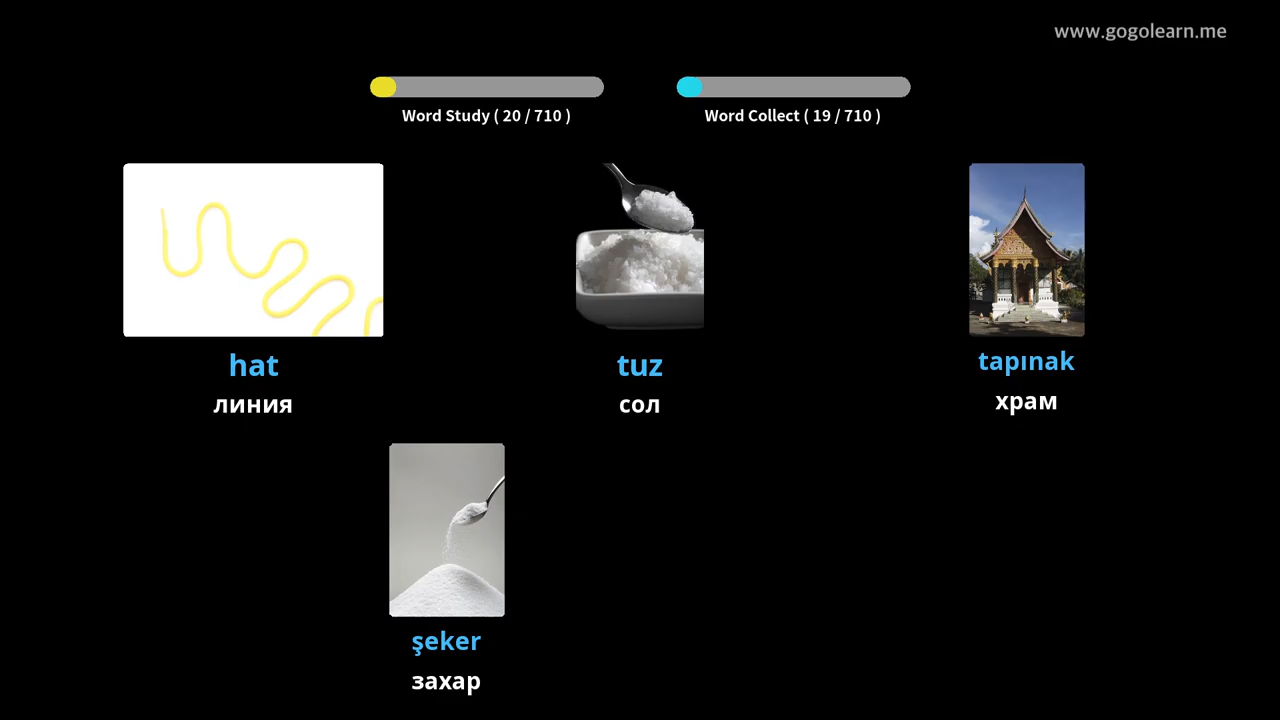 www.gogolearn.me
Word Study ( 20 / 710 )
Word Collect ( 19 / 710 )
hat
линия
tuz
сол
tapınak
храм
şeker
захар